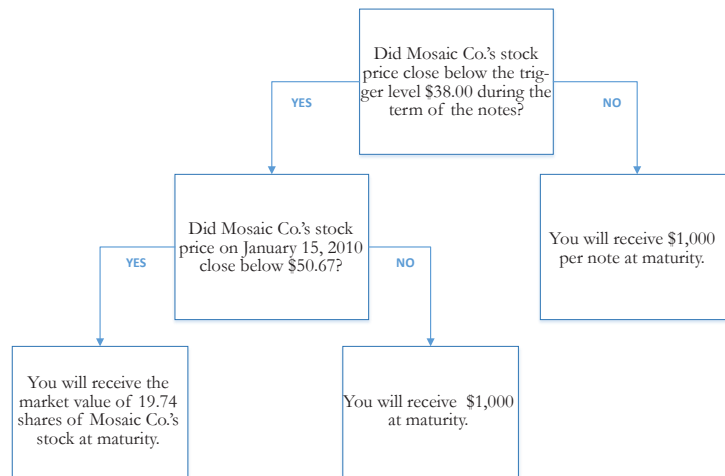 Did Mosaic Co.'s stock
price close below the trig-
ger level $38.00 during the
term of the notes?
YES
NO
Did Mosaic Co.'s stock
price on January 15, 2010
close below $50.67?
You will receive $1,000
per note at maturity.
YES
NO
You will receive the
market value of 19.74
shares of Mosaic Co.'s
stock at maturity.
You will receive $1,000
at maturity.